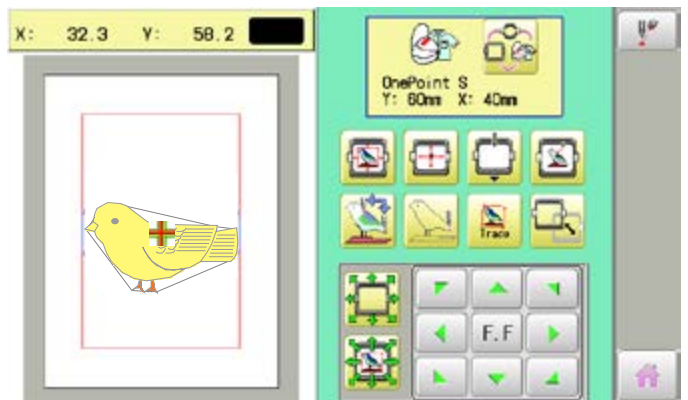 X: 32.3 Y: 58.2
OnePoint S
Y: 60mm X: 40mm
Trace
F.F